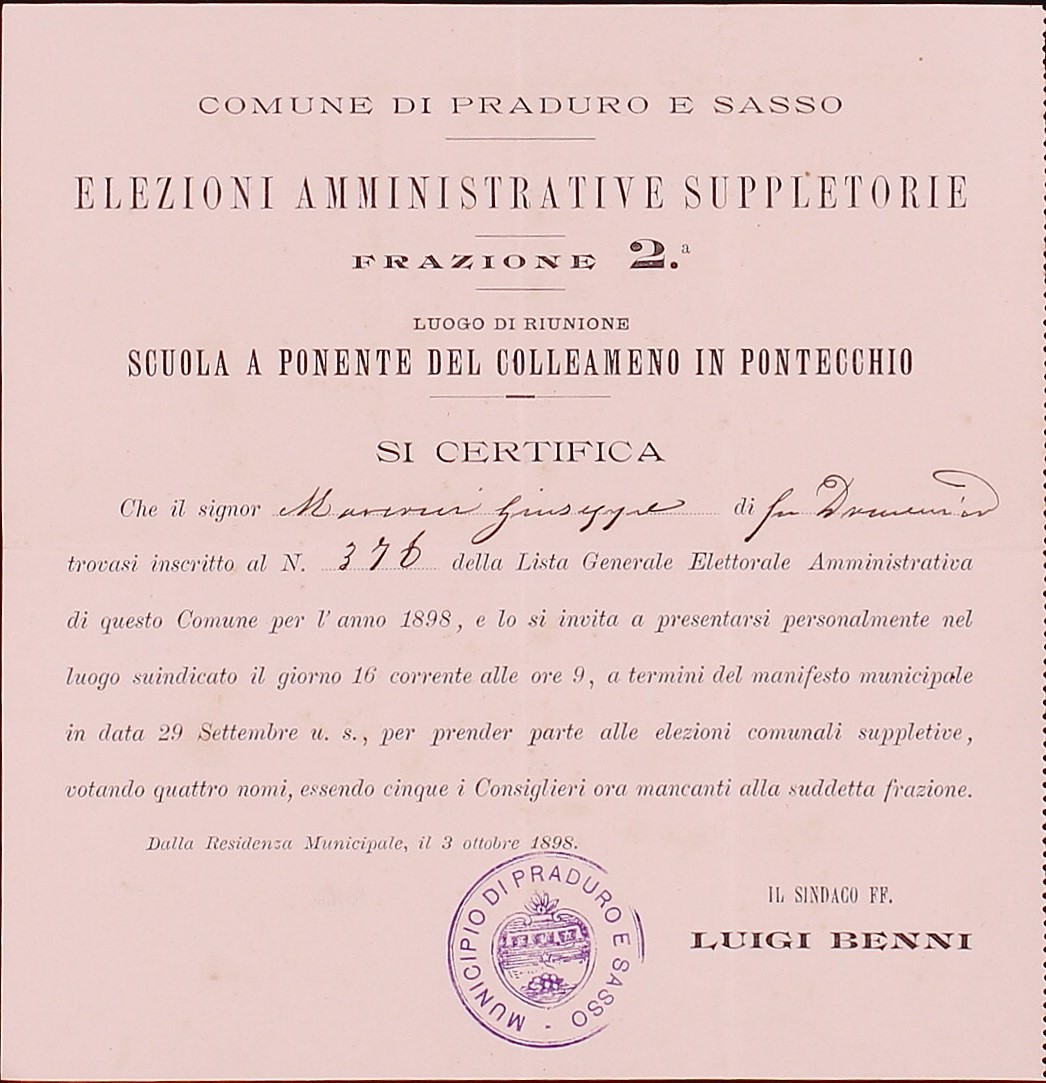 COMUNE DI PRADURO E SASSO
ELEZIONI AMMINISTRATIVE SUPPLETORIE
FRAZIONE 2.ª
LUOGO DI RIUNIONE
SCUOLA A PONENTE DEL COLLEAMENO IN PONTECCHIO
SI CERTIFICA
Che il signor Marconi Giuseppe di fu Domenico
trovasi inscritto al N. 376 della Lista Generale Elettorale Amministrativa
di questo Comune per l' anno 1898, e lo si invita a presentarsi personalmente nel
luogo suindicato il giorno 16 corrente alle ore 9, a termini del manifesto municipale
in data 29 Settembre u. s., per prender parte alle elezioni comunali suppletive,
votando quattro nomi, essendo cinque i Consiglieri ora mancanti alla suddetta frazione.
Dalla Residenza Municipale, il 3 ottobre 1898.
IL SINDACO FF.
LUIGI BENNI
MUNICIPIO DI PRADURO E SASSO -